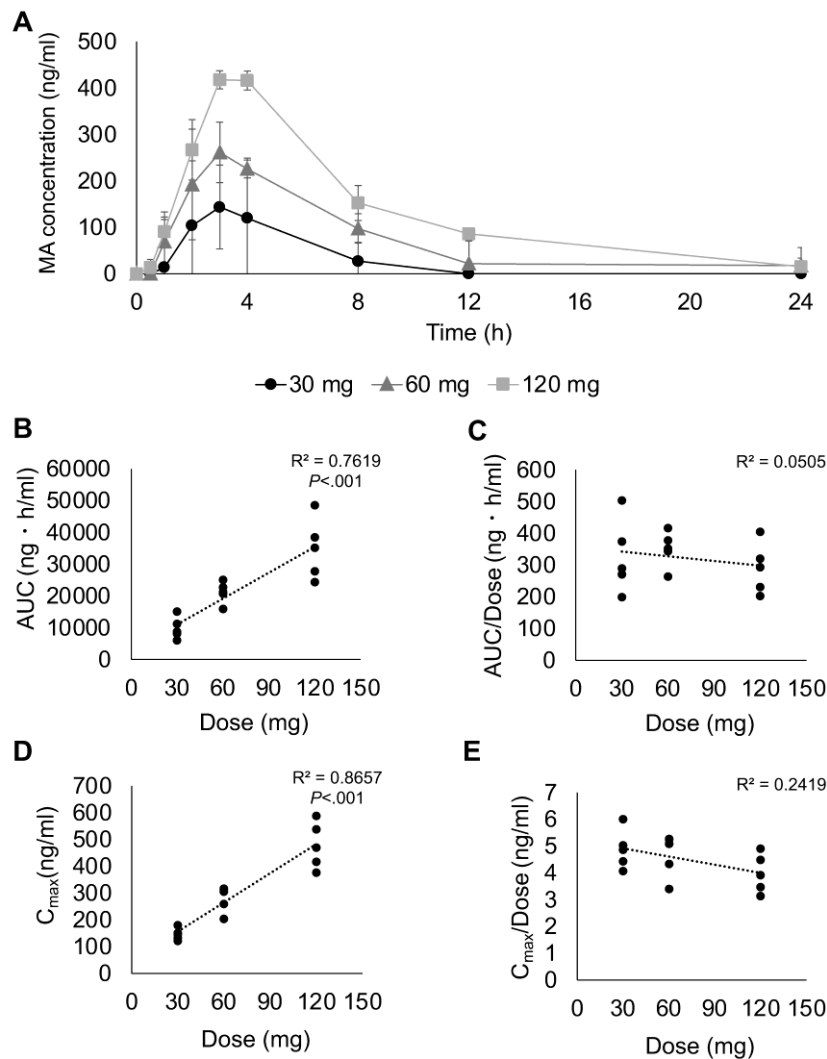 A
MA concentration (ng/ml)
500
400
300
200
100
0
0 4 8 12 16 20 24
Time (h)
30 mg 60 mg 120 mg
B
R² = 0.7619
P<.001
AUC (ng・h/ml)
60000
50000
40000
30000
20000
10000
0
0 30 60 90 120 150
Dose (mg)
C
R² = 0.0505
AUC/Dose (ng・h/ml)
600
500
400
300
200
100
0
0 30 60 90 120 150
Dose (mg)
D
R² = 0.8657
P<.001
Cmax(ng/ml)
700
600
500
400
300
200
100
0
0 30 60 90 120 150
Dose (mg)
E
R² = 0.2419
Cmax/Dose (ng/ml)
7
6
5
4
3
2
1
0
0 30 60 90 120 150
Dose (mg)